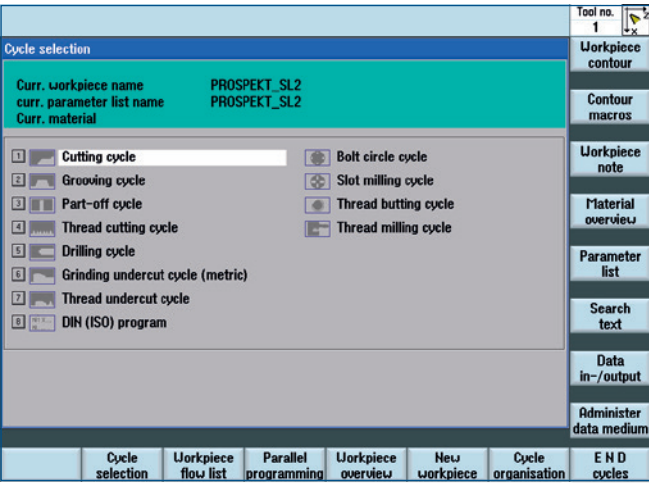 Tool no.
1
Z
X
Cycle selection
Curr. workpiece name PROSPEKT_SL2
curr. parameter list name PROSPEKT_SL2
Curr. material
1 Cutting cycle
2 Grooving cycle
3 Part-off cycle
4 Thread cutting cycle
5 Drilling cycle
6 Grinding undercut cycle (metric)
7 Thread undercut cycle
8 DIN (ISO) program
Bolt circle cycle
Slot milling cycle
Thread butting cycle
Thread milling cycle
Workpiece
contour
Contour
macros
Workpiece
note
Material
overview
Parameter
list
Search
text
Data
in-/output
Administer
data medium
Cycle
selection
Workpiece
flow list
Parallel
programming
Workpiece
overview
New
workpiece
Cycle
organisation
E N D
cycles